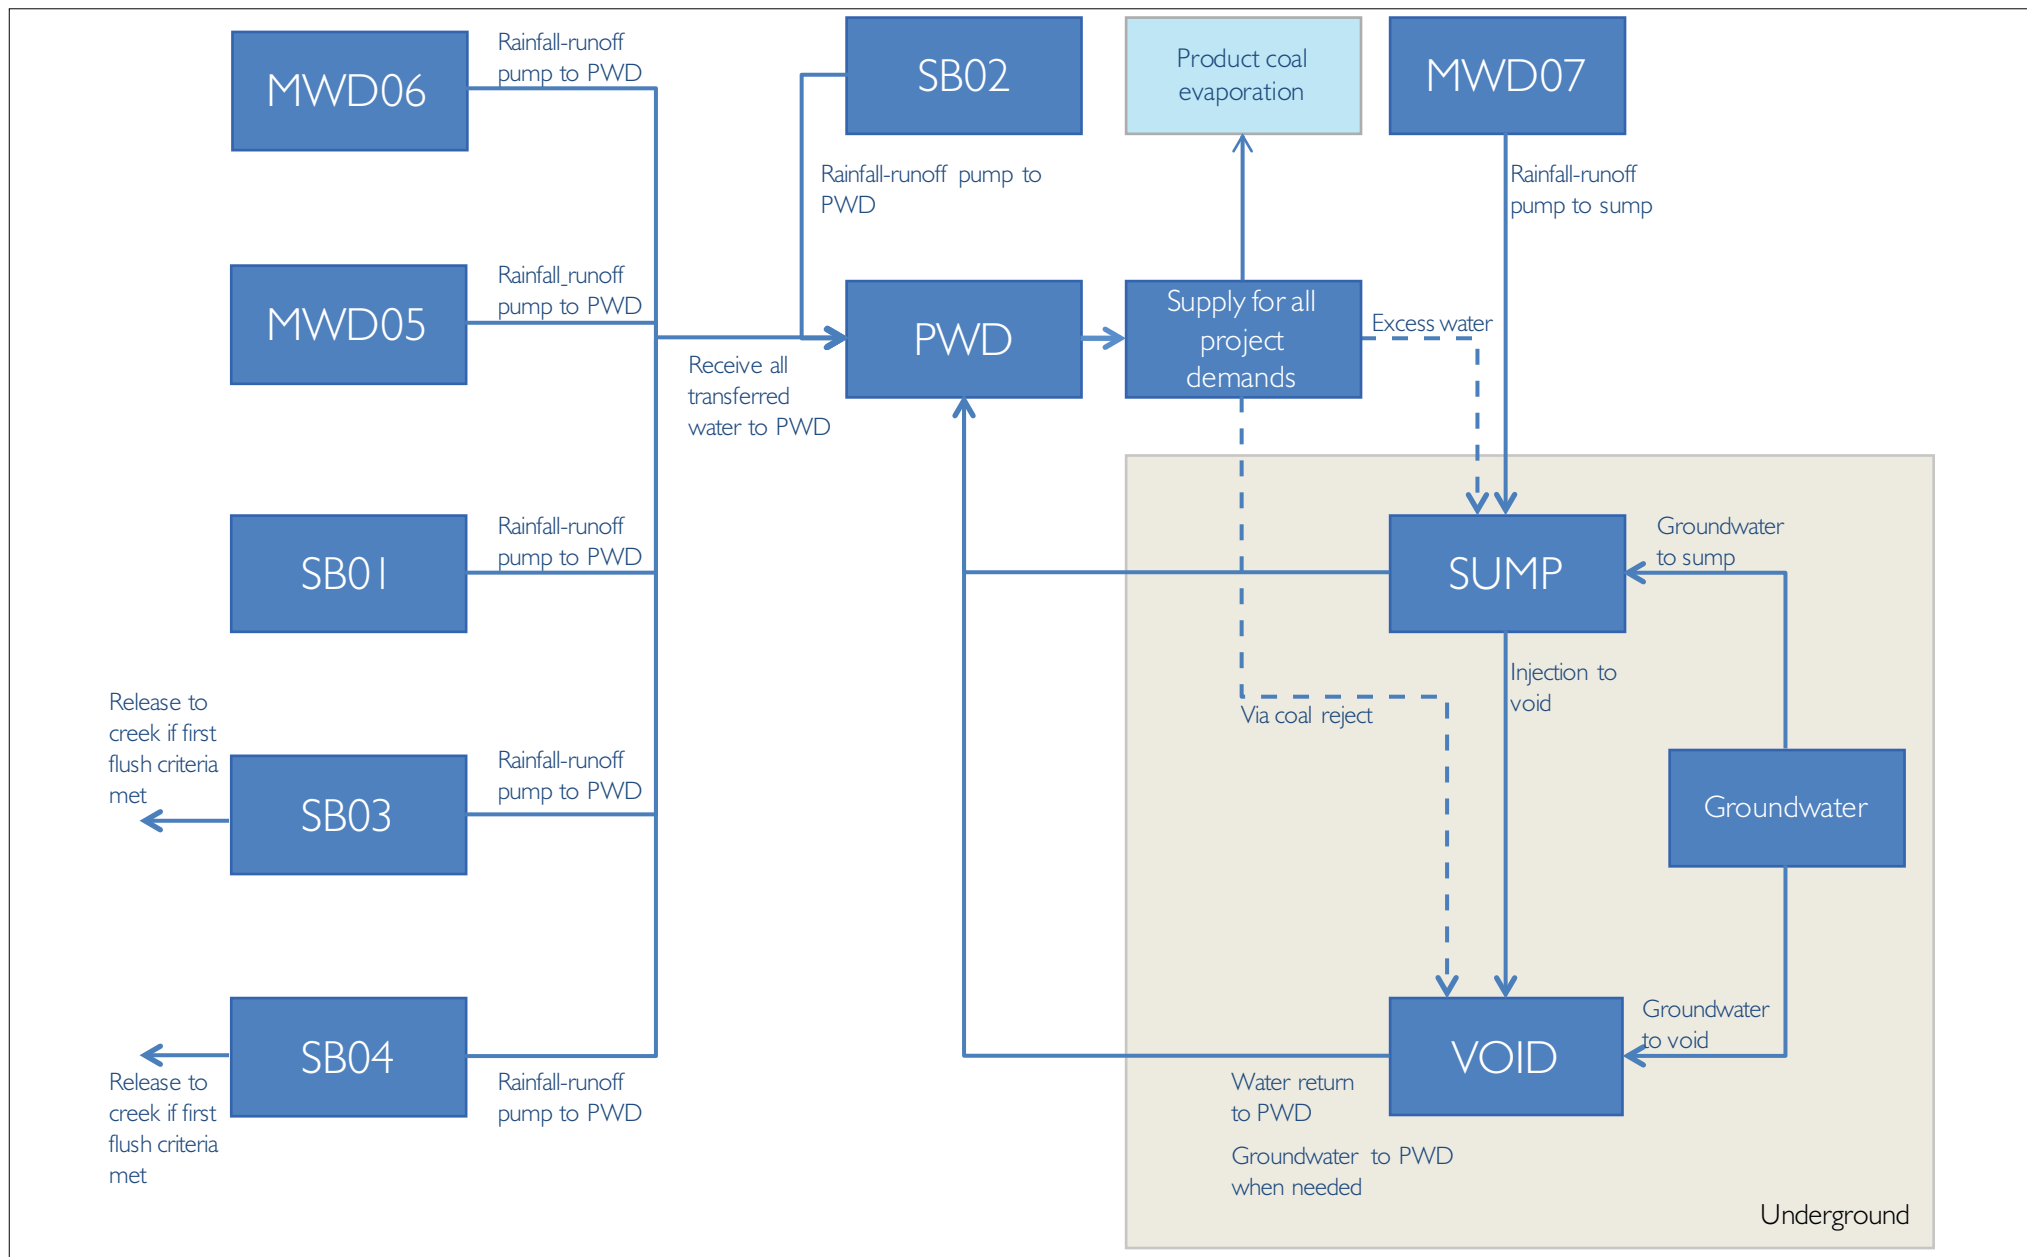 MWD06
Rainfall-runoff
pump to PWD
SB02
Product coal
evaporation
MWD07
Rainfall-runoff pump to
PWD
Rainfall-runoff
pump to sump
MWD05
Rainfall_runoff
pump to PWD
PWD
Supply for all
project
demands
Excess water
Receive all
transferred
water to PWD
SB01
Rainfall-runoff
pump to PWD
SUMP
Groundwater
to sump
Release to
creek if first
flush criteria
met
Injection to
void
Via coal reject
SB03
Rainfall-runoff
pump to PWD
Groundwater
SB04
Rainfall-runoff
pump to PWD
Release to
creek if first
flush criteria
met
VOID
Groundwater
to void
Water return
to PWD
Groundwater to PWD
when needed
Underground